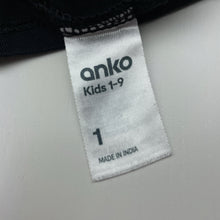 anko
Kids 1-9
1
MADE IN INDIA